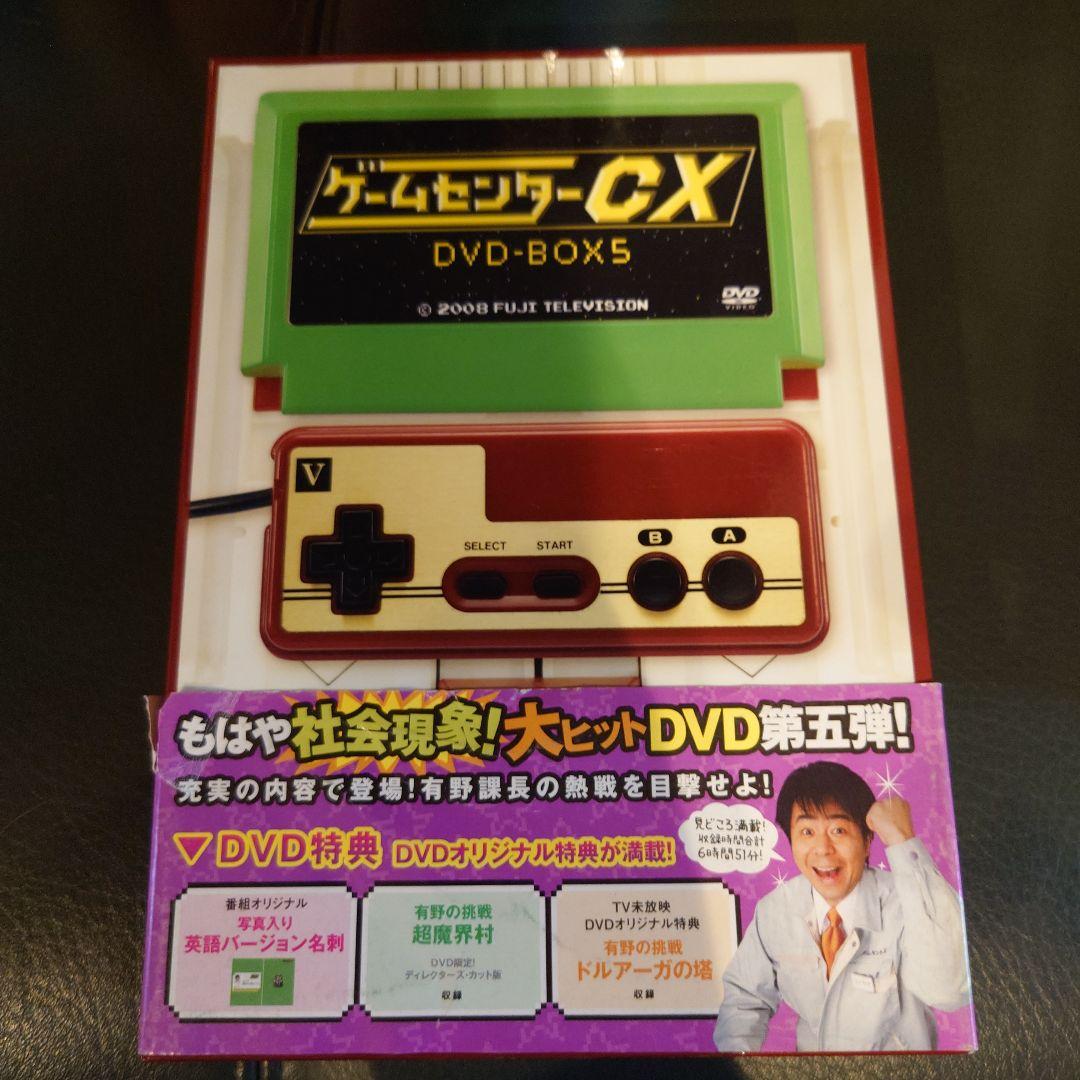 ゲームセンターCX
DVD-BOX5
© 2008 FUJI TELEVISION
DVD
VIDEO
V
SELECT START
B A
もはや社会現象!大ヒットDVD第五弾!
充実の内容で登場!有野課長の熱戦を目撃せよ!
▼DVD特典 DVDオリジナル特典が満載!
見どころ満載!
収録時間合計
6時間51分!
番組オリジナル
写真入り
英語バージョン名刺
有野の挑戦
超魔界村
DVD限定!
ディレクターズ・カット版
収録
TV未放映
DVDオリジナル特典
有野の挑戦
ドルアーガの塔
収録